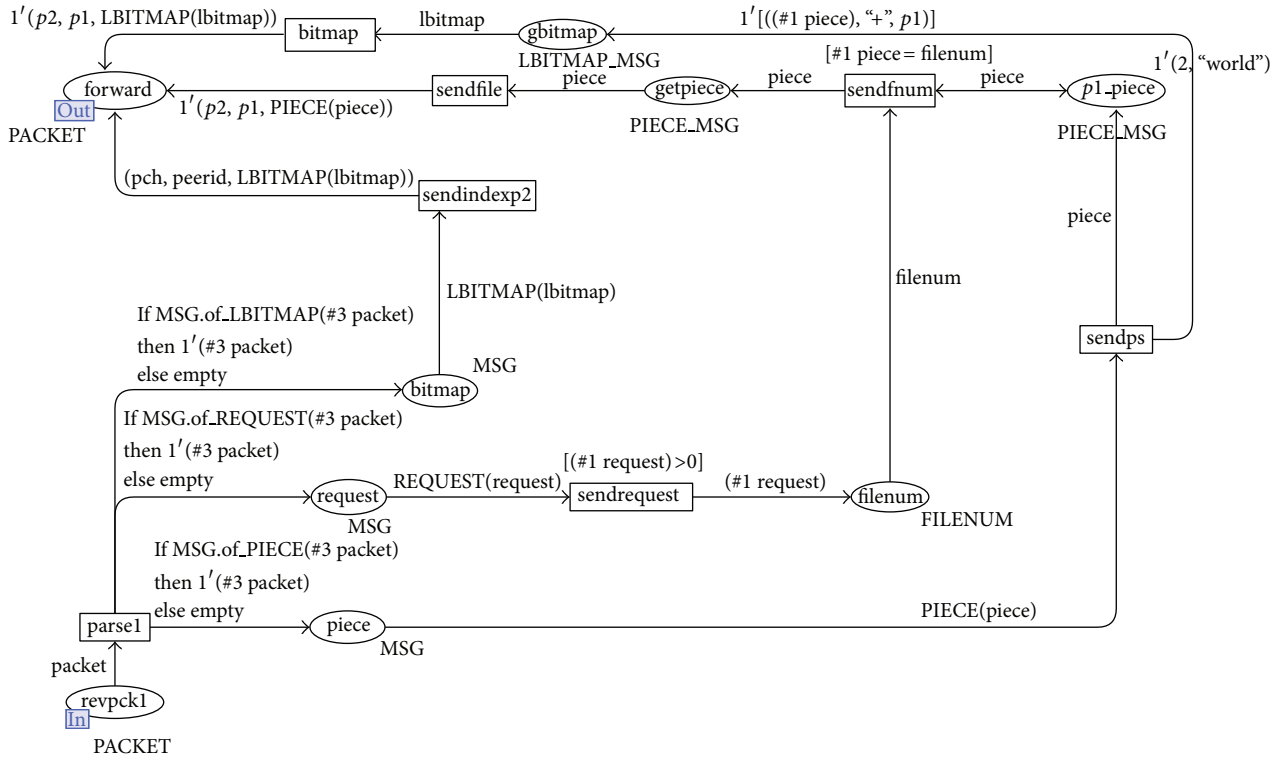 1′(p2, p1, LBITMAP(lbitmap))
bitmap
lbitmap
gbitmap
LBITMAP_MSG
1′[((#1 piece), “+”, p1)]
1′(2, “world”)
forward
Out
PACKET
1′(p2, p1, PIECE(piece))
sendfile
piece
getpiece
PIECE_MSG
piece
[#1 piece = filenum]
sendfnum
piece
p1_piece
PIECE_MSG
(pch, peerid, LBITMAP(lbitmap))
sendindexp2
piece
LBITMAP(lbitmap)
filenum
If MSG.of_LBITMAP(#3 packet)
then 1′(#3 packet)
else empty
bitmap
MSG
sendps
If MSG.of_REQUEST(#3 packet)
then 1′(#3 packet)
else empty
request
MSG
REQUEST(request)
[(#1 request) >0]
sendrequest
(#1 request)
filenum
FILENUM
If MSG.of_PIECE(#3 packet)
then 1′(#3 packet)
else empty
parse1
piece
MSG
PIECE(piece)
packet
revpck1
In
PACKET